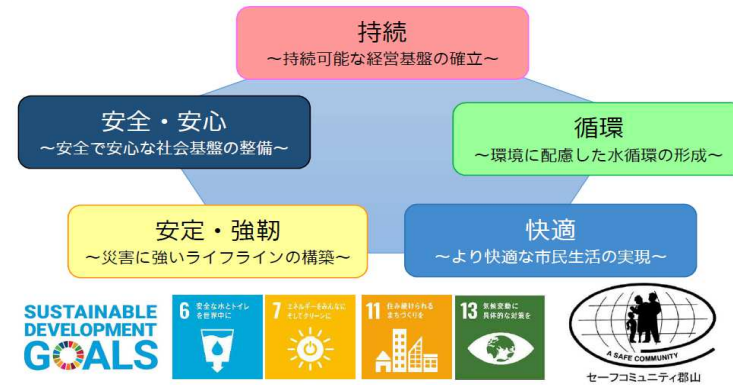 持続
～持続可能な経営基盤の確立～
安全・安心
～安全で安心な社会基盤の整備～
循環
～環境に配慮した水循環の形成～
安定・強靭
～災害に強いライフラインの構築～
快適
～より快適な市民生活の実現～
SUSTAINABLE
DEVELOPMENT
GOALS
6 安全な水とトイレ
を世界中に
7 エネルギーをみんなに
そしてクリーンに
11 住み続けられる
まちづくりを
13 気候変動に
具体的な対策を
A SAFE COMMUNITY
セーフコミュニティ郡山